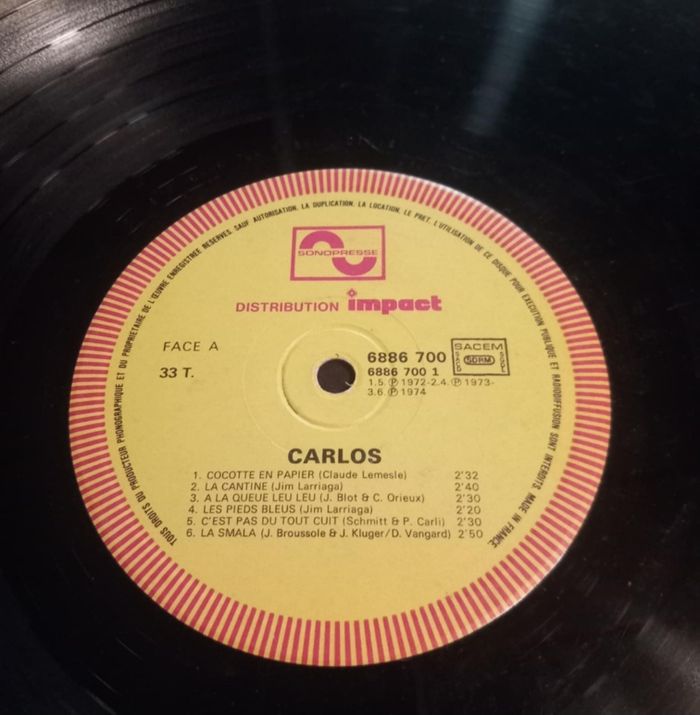 TOUS DROITS DU PRODUCTEUR PHONOGRAPHIQUE ET DU PROPRIETAIRE DE L'ŒUVRE ENREGISTREE RESERVES. SAUF AUTORISATION, LA DUPLICATION, LA LOCATION, LE PRET, L'UTILISATION DE CE DISQUE POUR EXECUTION PUBLIQUE ET RADIODIFFUSION SONT INTERDITS. MADE IN FRANCE.
SONOPRESSE
DISTRIBUTION impact
FACE A
33 T.
6886 700
6886 700 1
1.5. Ⓟ 1972-2.4. Ⓟ 1973-
3.6. Ⓟ 1974
SACEM
SDRM
CARLOS
1. COCOTTE EN PAPIER (Claude Lemesle) 2'32
2. LA CANTINE (Jim Larriaga) 2'40
3. A LA QUEUE LEU LEU (J. Blot & C. Orieux) 2'30
4. LES PIEDS BLEUS (Jim Larriaga) 2'20
5. C'EST PAS DU TOUT CUIT (Schmitt & P. Carli) 2'30
6. LA SMALA (J. Broussole & J. Kluger/D. Vangard) 2'50